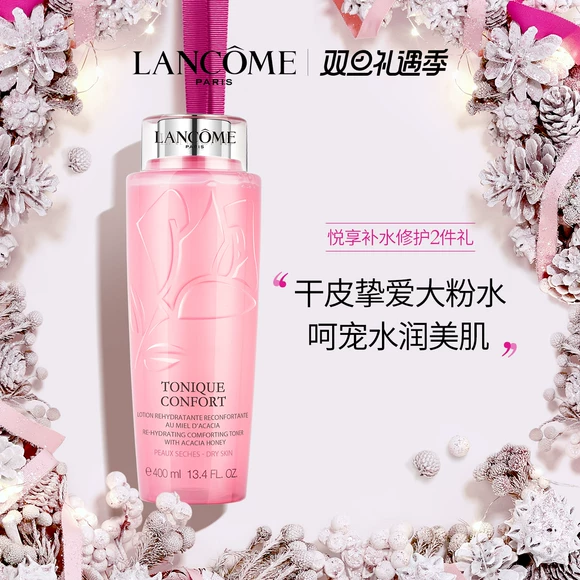 LANCÔME
PARIS
双旦礼遇季
LANCÔME
PARIS
悦享补水修护2件礼
“干皮挚爱大粉水
呵宠水润美肌”
TONIQUE
CONFORT
LOTION REHYDRATANTE RECONFORTANTE
AU MIEL D'ACACIA
RE-HYDRATING COMFORTING TONER
WITH ACACIA HONEY
PEAUX SECHES - DRY SKIN
e 400 ml 13.4 FL. OZ.